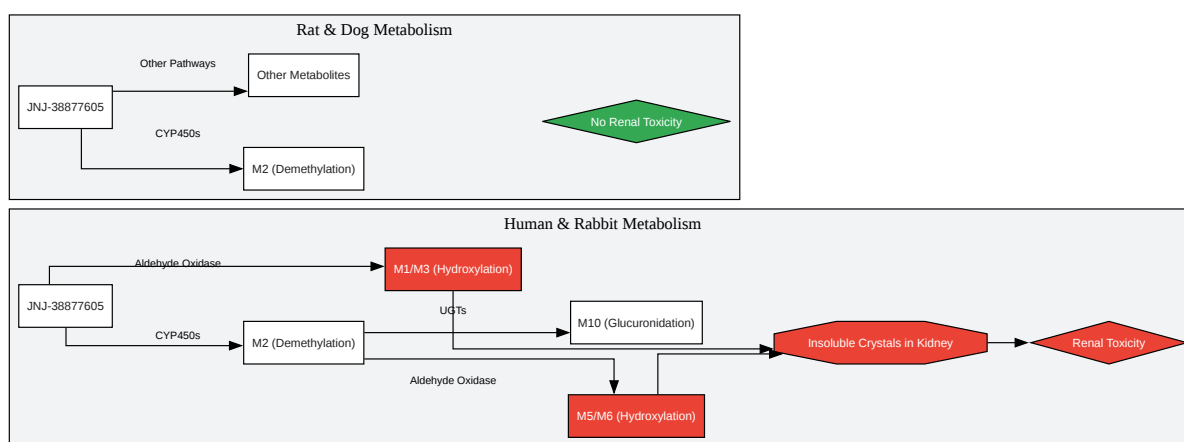 Rat & Dog Metabolism
Other Pathways
Other Metabolites
JNJ-38877605
No Renal Toxicity
CYP450s
M2 (Demethylation)
Human & Rabbit Metabolism
Aldehyde Oxidase
M1/M3 (Hydroxylation)
JNJ-38877605
UGTs
M10 (Glucuronidation)
CYP450s
M2 (Demethylation)
Insoluble Crystals in Kidney
Renal Toxicity
Aldehyde Oxidase
M5/M6 (Hydroxylation)